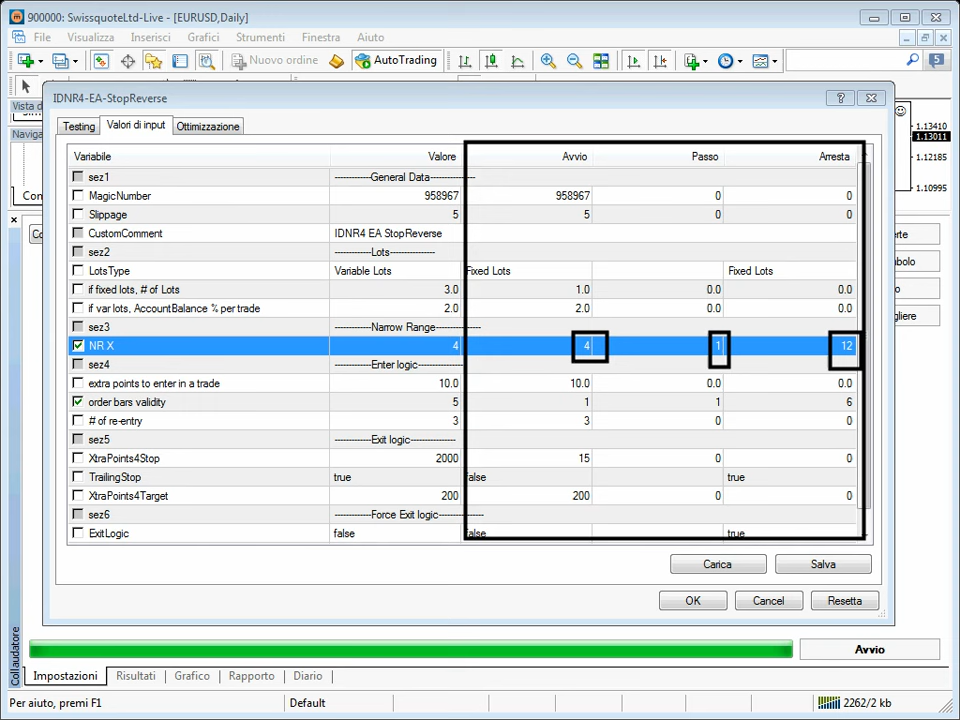 900000: SwissquoteLtd-Live - [EURUSD,Daily]
File Visualizza Inserisci Grafici Strumenti Finestra Aiuto
Nuovo ordine AutoTrading 5
Vista d
Naviga
Con
Co
IDNR4-EA-StopReverse
1.13410
1.13011
1.12185
1.10995
Testing Valori di input Ottimizzazione
Variabile Valore Avvio Passo Arresta
sez1 ------------General Data------------
MagicNumber 958967 958967 0 0
Slippage 5 5 0 0
CustomComment IDNR4 EA StopReverse
sez2 ------------Lots---------------
LotsType Variable Lots Fixed Lots Fixed Lots
if fixed lots, # of Lots 3.0 1.0 0.0 0.0
if var lots, AccountBalance % per trade 2.0 2.0 0.0 0.0
sez3 ------------Narrow Range------------
NR X 4 4 1 12
sez4 ------------Enter logic------------
extra points to enter in a trade 10.0 10.0 0.0 0.0
order bars validity 5 1 1 6
# of re-entry 3 3 0 0
sez5 ------------Exit logic------------
XtraPoints4Stop 2000 15 0 0
TrailingStop true false true
XtraPoints4Target 200 200 0 0
sez6 ------------Force Exit logic------------
ExitLogic false false true
Carica Salva
OK Cancel Resetta
erte
bolo
o
gliere
Collaudatore
Avvio
Impostazioni Risultati Grafico Rapporto Diario
Per aiuto, premi F1 Default 2262/2 kb